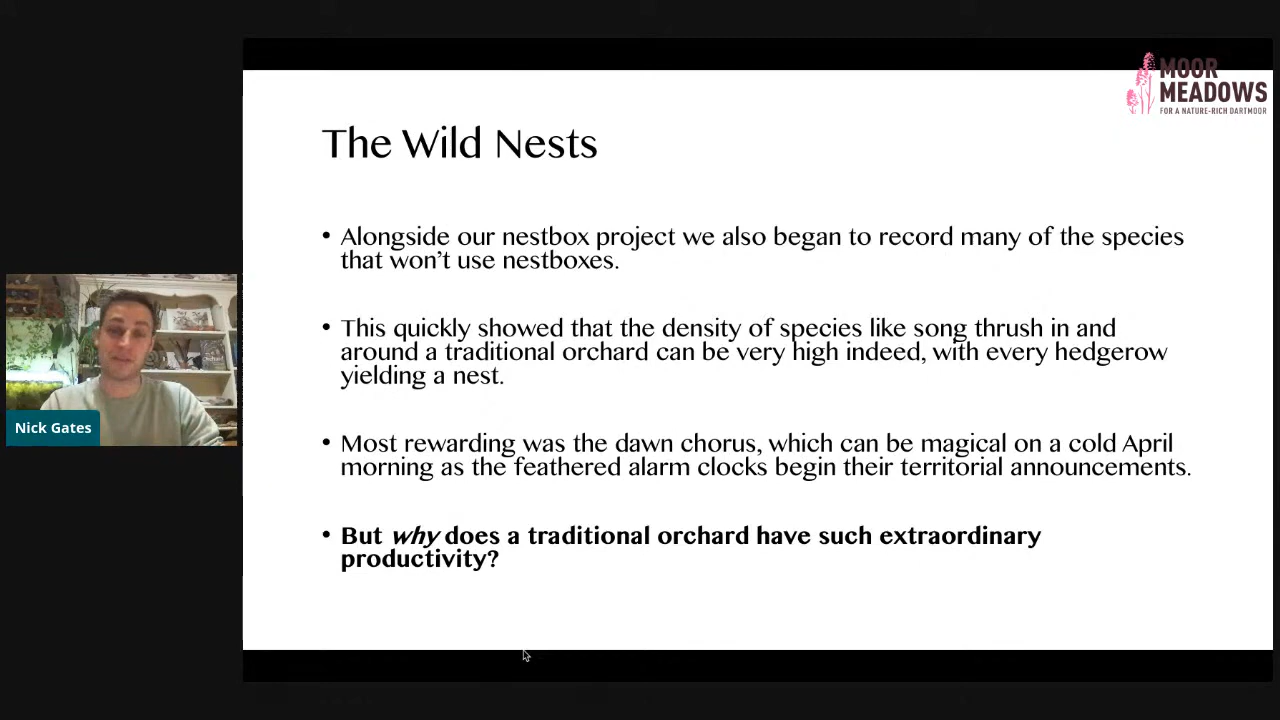 MOOR
MEADOWS
FOR A NATURE-RICH DARTMOOR
The Wild Nests
• Alongside our nestbox project we also began to record many of the species
that won't use nestboxes.
• This quickly showed that the density of species like song thrush in and
around a traditional orchard can be very high indeed, with every hedgerow
yielding a nest.
• Most rewarding was the dawn chorus, which can be magical on a cold April
morning as the feathered alarm clocks begin their territorial announcements.
• But why does a traditional orchard have such extraordinary
productivity?
Nick Gates